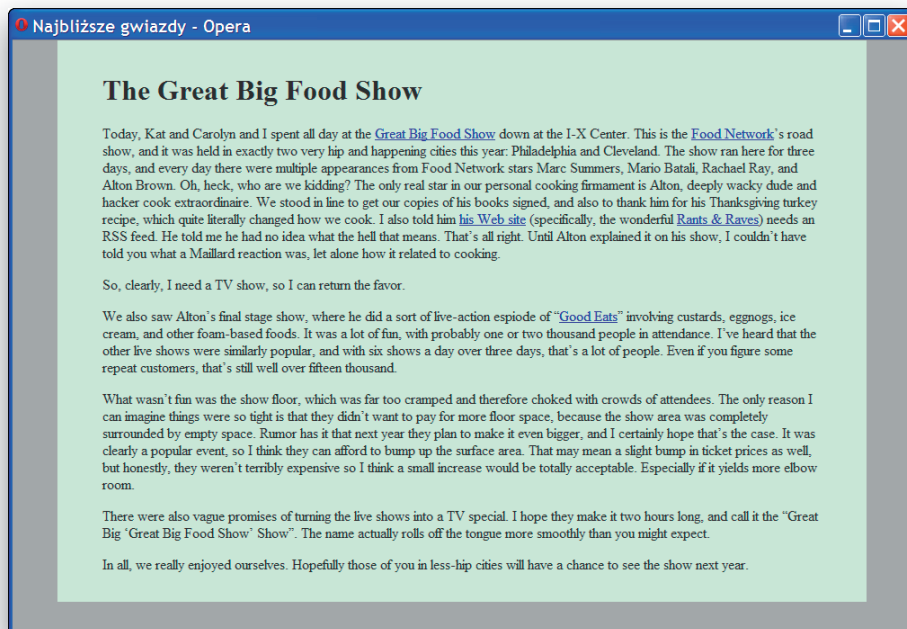 Najbliższe gwiazdy - Opera
The Great Big Food Show
Today, Kat and Carolyn and I spent all day at the Great Big Food Show down at the I-X Center. This is the Food Network’s road
show, and it was held in exactly two very hip and happening cities this year: Philadelphia and Cleveland. The show ran here for three
days, and every day there were multiple appearances from Food Network stars Marc Summers, Mario Batali, Rachael Ray, and
Alton Brown. Oh, heck, who are we kidding? The only real star in our personal cooking firmament is Alton, deeply wacky dude and
hacker cook extraordinaire. We stood in line to get our copies of his books signed, and also to thank him for his Thanksgiving turkey
recipe, which quite literally changed how we cook. I also told him his Web site (specifically, the wonderful Rants & Raves) needs an
RSS feed. He told me he had no idea what the hell that means. That’s all right. Until Alton explained it on his show, I couldn’t have
told you what a Maillard reaction was, let alone how it related to cooking.
So, clearly, I need a TV show, so I can return the favor.
We also saw Alton’s final stage show, where he did a sort of live-action espiode of “Good Eats” involving custards, eggnogs, ice
cream, and other foam-based foods. It was a lot of fun, with probably one or two thousand people in attendance. I’ve heard that the
other live shows were similarly popular, and with six shows a day over three days, that’s a lot of people. Even if you figure some
repeat customers, that’s still well over fifteen thousand.
What wasn’t fun was the show floor, which was far too cramped and therefore choked with crowds of attendees. The only reason I
can imagine things were so tight is that they didn’t want to pay for more floor space, because the show area was completely
surrounded by empty space. Rumor has it that next year they plan to make it even bigger, and I certainly hope that’s the case. It was
clearly a popular event, so I think they can afford to bump up the surface area. That may mean a slight bump in ticket prices as well,
but honestly, they weren’t terribly expensive so I think a small increase would be totally acceptable. Especially if it yields more elbow
room.
There were also vague promises of turning the live shows into a TV special. I hope they make it two hours long, and call it the “Great
Big ‘Great Big Food Show’ Show”. The name actually rolls off the tongue more smoothly than you might expect.
In all, we really enjoyed ourselves. Hopefully those of you in less-hip cities will have a chance to see the show next year.